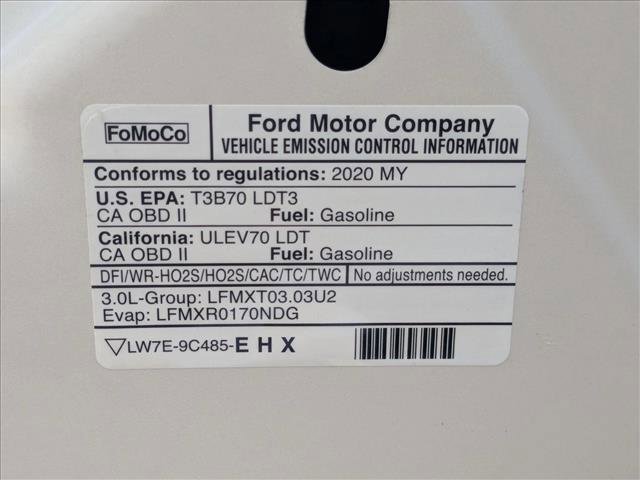 FoMoCo
Ford Motor Company
VEHICLE EMISSION CONTROL INFORMATION
Conforms to regulations: 2020 MY
U.S. EPA: T3B70 LDT3
CA OBD II Fuel: Gasoline
California: ULEV70 LDT
CA OBD II Fuel: Gasoline
DFI/WR-HO2S/HO2S/CAC/TC/TWC No adjustments needed.
3.0L-Group: LFMXT03.03U2
Evap: LFMXR0170NDG
▽LW7E-9C485-E H X